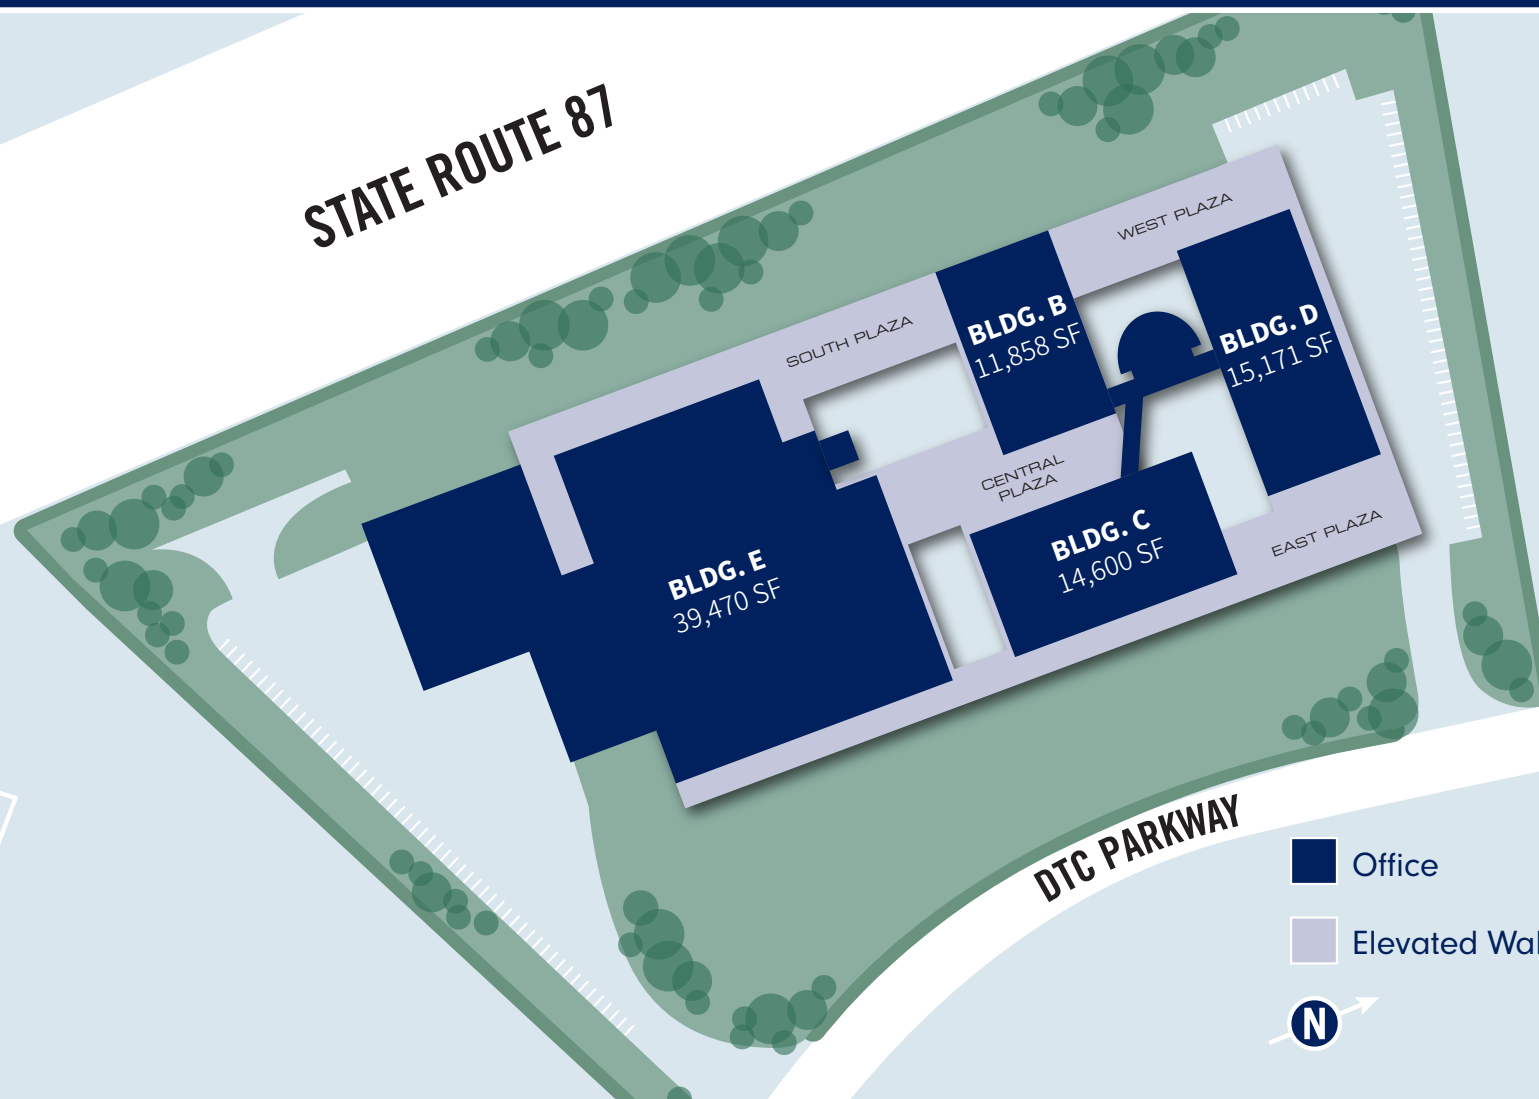 STATE ROUTE 87
WEST PLAZA
SOUTH PLAZA
BLDG. B
11,858 SF
BLDG. D
15,171 SF
CENTRAL
PLAZA
BLDG. C
14,600 SF
EAST PLAZA
BLDG. E
39,470 SF
DTC PARKWAY
Office
Elevated
N